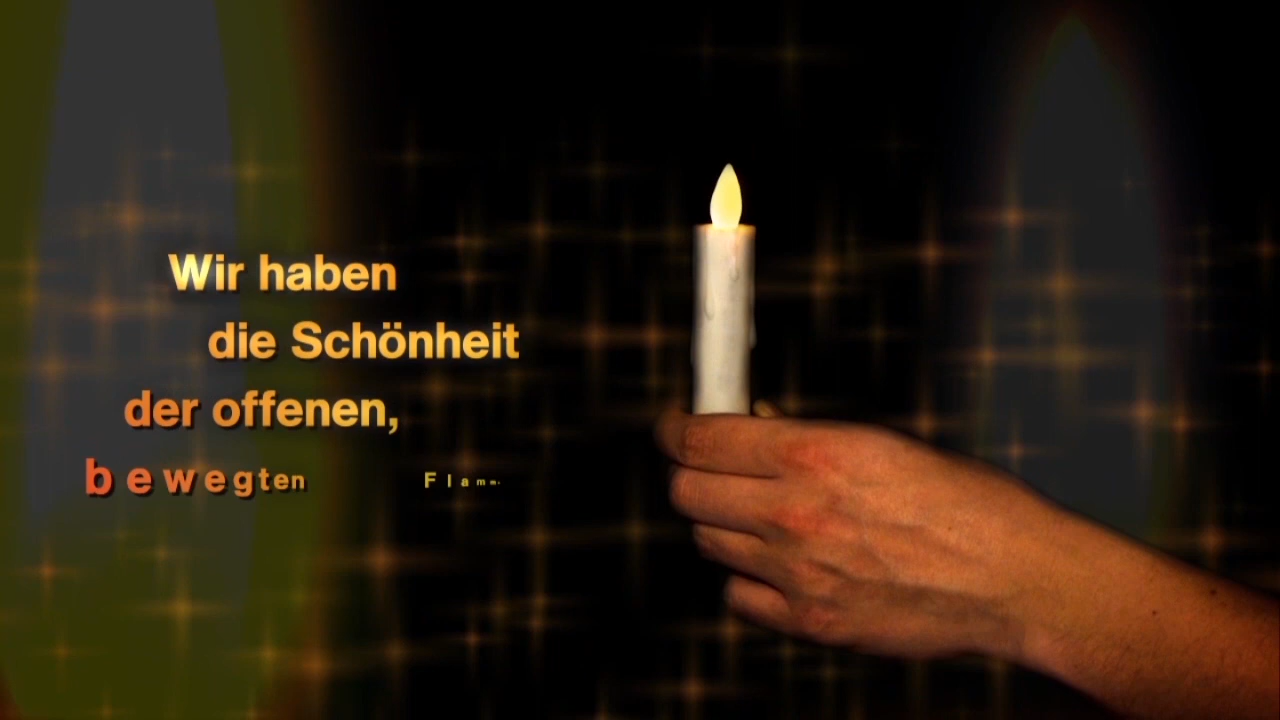 Wir haben
die Schönheit
der offenen,
bewegten